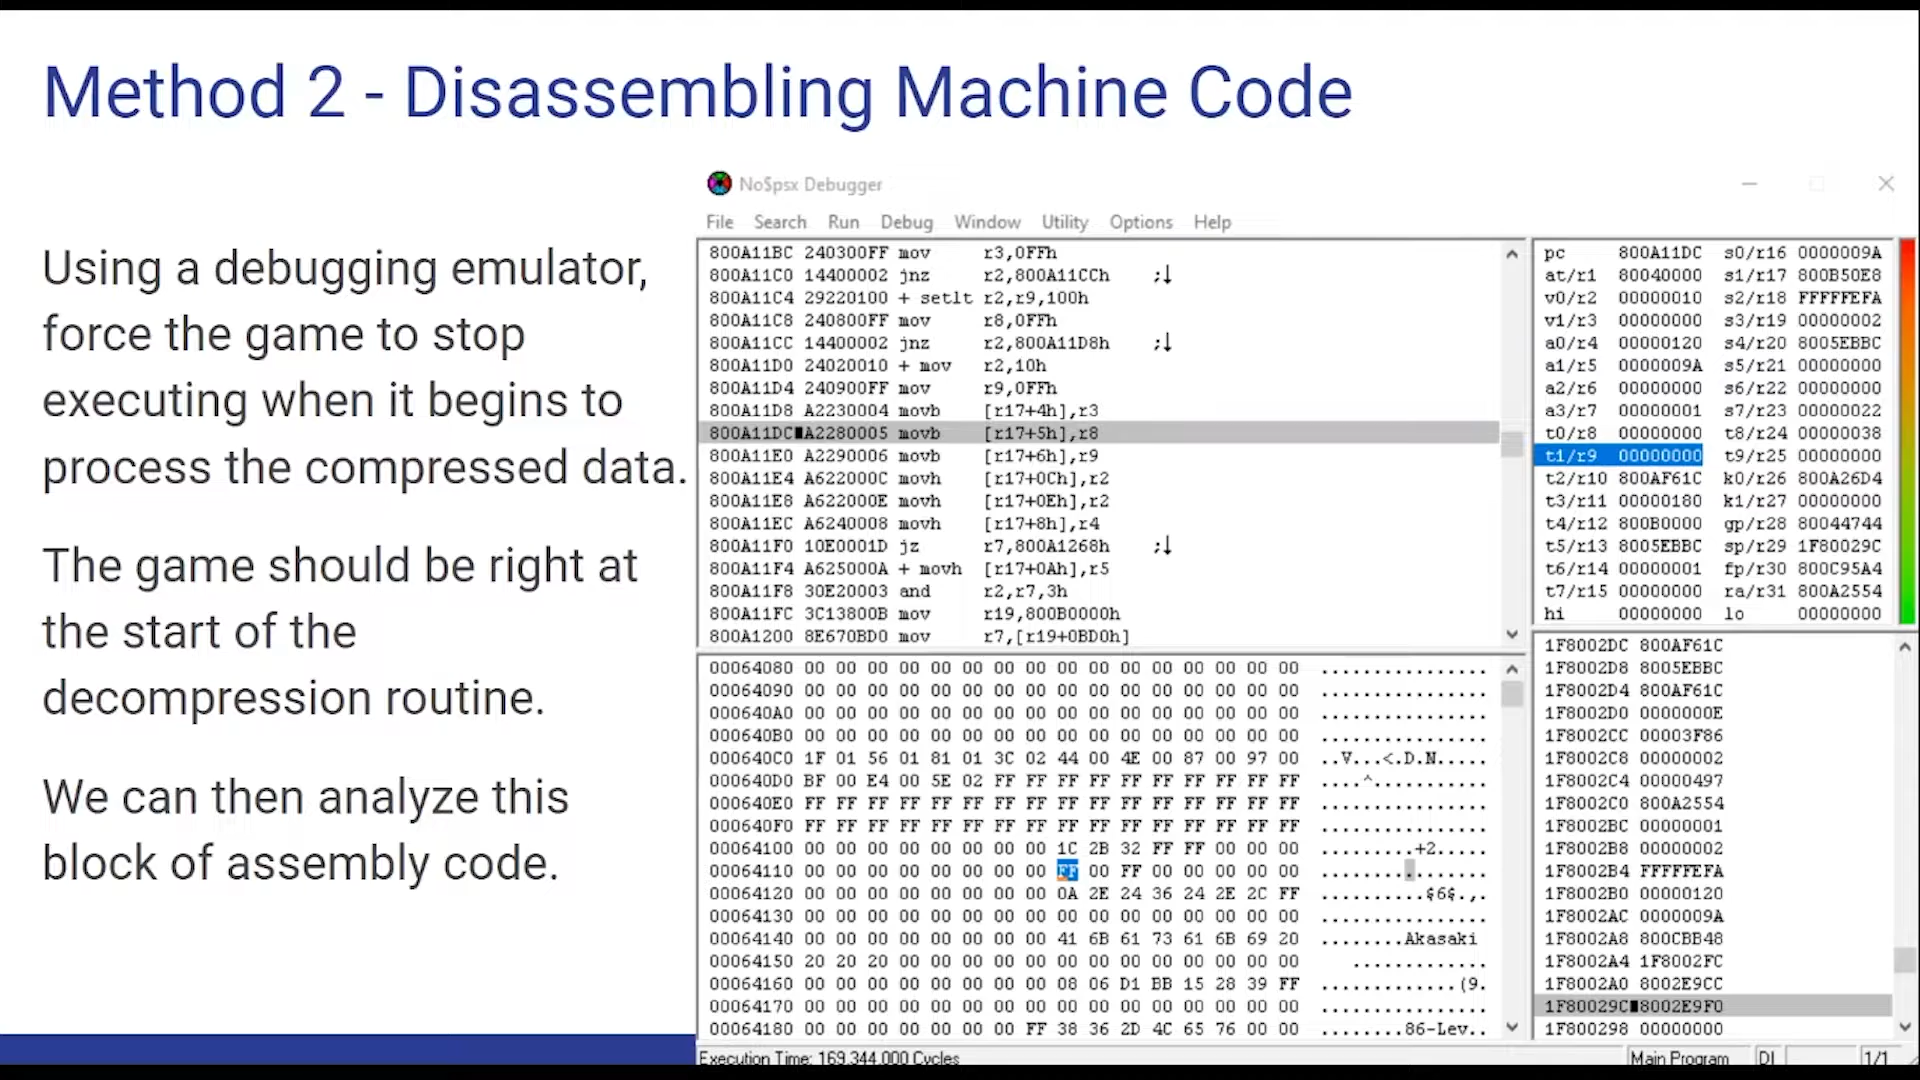 Method 2 - Disassembling Machine Code
Using a debugging emulator,
force the game to stop
executing when it begins to
process the compressed data.
The game should be right at
the start of the
decompression routine.
We can then analyze this
block of assembly code.
No$psx Debugger
File Search Run Debug Window Utility Options Help
800A11BC 240300FF mov r3,0FFh
800A11C0 14400002 jnz r2,800A11CCh ;↓
800A11C4 29220100 + setlt r2,r9,100h
800A11C8 240800FF mov r8,0FFh
800A11CC 14400002 jnz r2,800A11D8h ;↓
800A11D0 24020010 + mov r2,10h
800A11D4 240900FF mov r9,0FFh
800A11D8 A2230004 movb [r17+4h],r3
800A11DC A2280005 movb [r17+5h],r8
800A11E0 A2290006 movb [r17+6h],r9
800A11E4 A622000C movh [r17+0Ch],r2
800A11E8 A622000E movh [r17+0Eh],r2
800A11EC A6240008 movh [r17+8h],r4
800A11F0 10E0001D jz r7,800A1268h ;↓
800A11F4 A625000A + movh [r17+0Ah],r5
800A11F8 30E20003 and r2,r7,3h
800A11FC 3C13800B mov r19,800B0000h
800A1200 8E670BD0 mov r7,[r19+0BD0h]
pc 800A11DC s0/r16 0000009A
at/r1 80040000 s1/r17 800B50E8
v0/r2 00000010 s2/r18 FFFFFEFA
v1/r3 00000000 s3/r19 00000002
a0/r4 00000120 s4/r20 8005EBBC
a1/r5 0000009A s5/r21 00000000
a2/r6 00000000 s6/r22 00000000
a3/r7 00000001 s7/r23 00000022
t0/r8 00000000 t8/r24 00000038
t1/r9 00000000 t9/r25 00000000
t2/r10 800AF61C k0/r26 800A26D4
t3/r11 00000180 k1/r27 00000000
t4/r12 800B0000 gp/r28 80044744
t5/r13 8005EBBC sp/r29 1F80029C
t6/r14 00000001 fp/r30 800C95A4
t7/r15 00000000 ra/r31 800A2554
hi 00000000 lo 00000000
00064080 00 00 00 00 00 00 00 00 00 00 00 00 00 00 00 00 ................
00064090 00 00 00 00 00 00 00 00 00 00 00 00 00 00 00 00 ................
000640A0 00 00 00 00 00 00 00 00 00 00 00 00 00 00 00 00 ................
000640B0 00 00 00 00 00 00 00 00 00 00 00 00 00 00 00 00 ................
000640C0 1F 01 56 01 81 01 3C 02 44 00 4E 00 87 00 97 00 ..V...<.D.N.....
000640D0 BF 00 E4 00 5E 02 FF FF FF FF FF FF FF FF FF FF ....^...........
000640E0 FF FF FF FF FF FF FF FF FF FF FF FF FF FF FF FF ................
000640F0 FF FF FF FF FF FF FF FF FF FF FF FF FF FF FF FF ................
00064100 00 00 00 00 00 00 00 00 1C 2B 32 FF FF 00 00 00 .........+2.....
00064110 00 00 00 00 00 00 00 00 FF 00 FF 00 00 00 00 00 ................
00064120 00 00 00 00 00 00 00 00 0A 2E 24 36 24 2E 2C FF ..........$6$.,.
00064130 00 00 00 00 00 00 00 00 00 00 00 00 00 00 00 00 ................
00064140 00 00 00 00 00 00 00 00 41 6B 61 73 61 6B 69 20 ........Akasaki
00064150 20 20 20 00 00 00 00 00 00 00 00 00 00 00 00 00 .............
00064160 00 00 00 00 00 00 00 00 08 06 D1 BB 15 28 39 FF .............(9.
00064170 00 00 00 00 00 00 00 00 00 00 00 00 00 00 00 00 ................
00064180 00 00 00 00 00 00 00 FF 38 36 2D 4C 65 76 00 00 ........86-Lev..
1F8002DC 800AF61C
1F8002D8 8005EBBC
1F8002D4 800AF61C
1F8002D0 0000000E
1F8002CC 00003F86
1F8002C8 00000002
1F8002C4 00000497
1F8002C0 800A2554
1F8002BC 00000001
1F8002B8 00000002
1F8002B4 FFFFFEFA
1F8002B0 00000120
1F8002AC 0000009A
1F8002A8 800CBB48
1F8002A4 1F8002FC
1F8002A0 8002E9CC
1F80029C 8002E9F0
1F800298 00000000
Execution Time: 169,344,000 Cycles Main Program DI 1/1